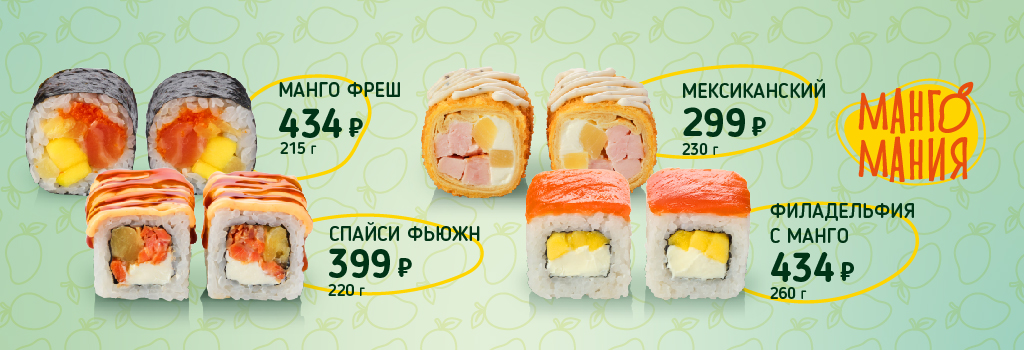 МАНГО ФРЕШ
434 ₽
215 г
СПАЙСИ ФЬЮЖН
399 ₽
220 г
МЕКСИКАНСКИЙ
299 ₽
230 г
ФИЛАДЕЛЬФИЯ
С МАНГО
434 ₽
260 г
МАНГО
МАНИЯ